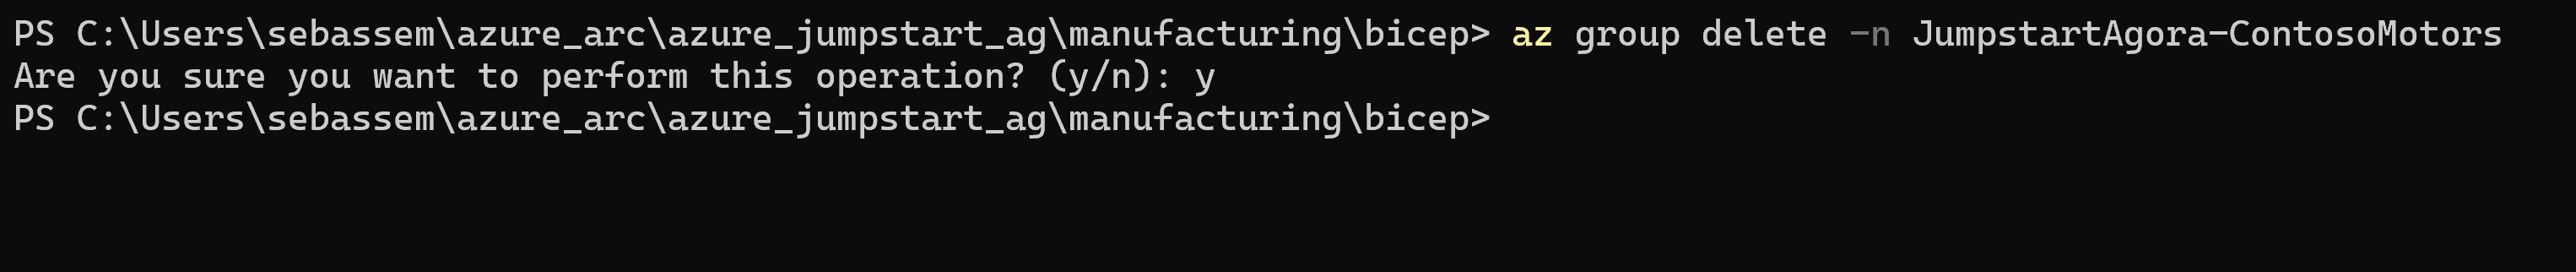 PS C:\Users\sebassem\azure_arc\azure_jumpstart_ag\manufacturing\bicep> az group delete -n JumpstartAgora-ContosoMotors
Are you sure you want to perform this operation? (y/n): y
PS C:\Users\sebassem\azure_arc\azure_jumpstart_ag\manufacturing\bicep>